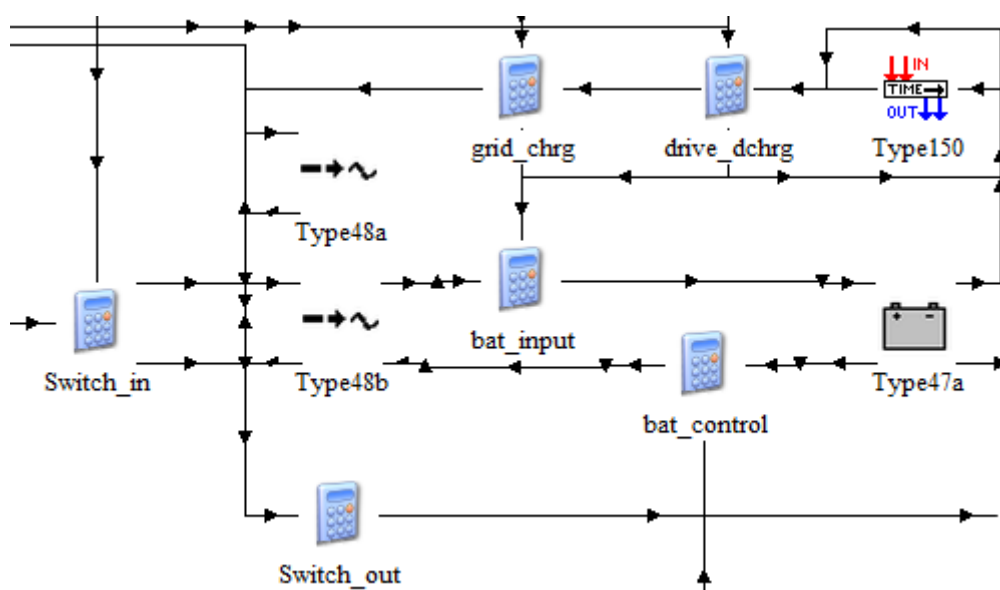 IN
TIME
OUT
grid_chrg
drive_dchrg
Type150
Type48a
bat_input
Switch_in
Type48b
Type47a
bat_control
Switch_out